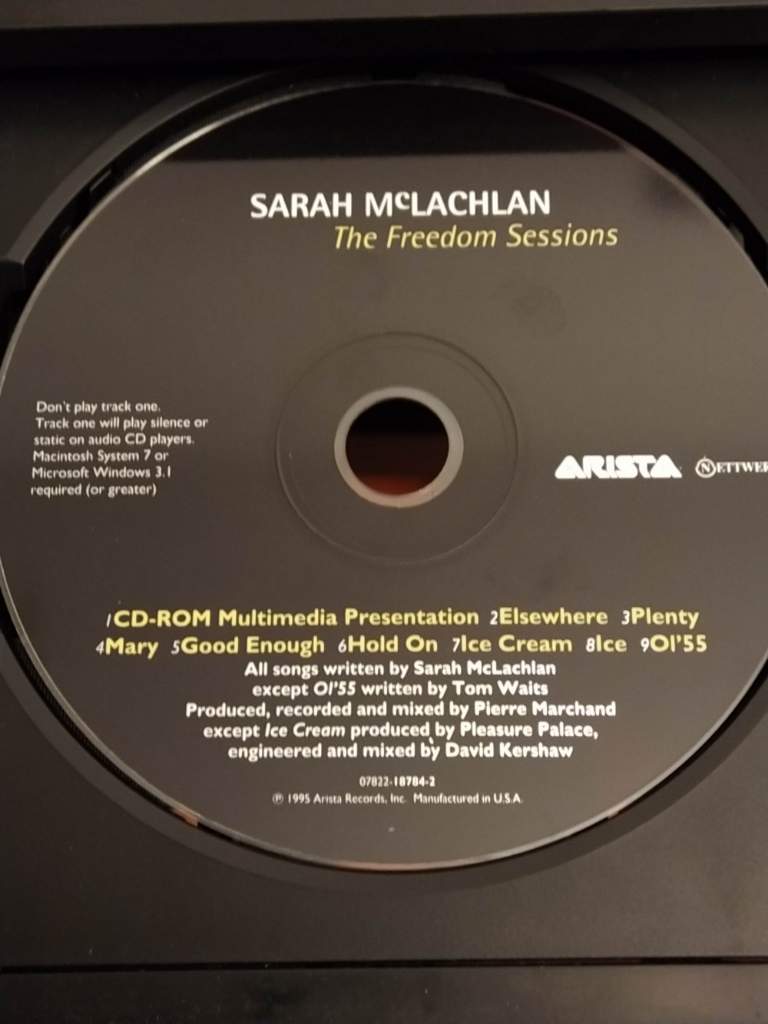 SARAH McLACHLAN
The Freedom Sessions
Don't play track one.
Track one will play silence or
static on audio CD players.
Macintosh System 7 or
Microsoft Windows 3.1
required (or greater)
ARISTA NETTWER
1CD-ROM Multimedia Presentation 2Elsewhere 3Plenty
4Mary 5Good Enough 6Hold On 7Ice Cream 8Ice 9Ol'55
All songs written by Sarah McLachlan
except Ol'55 written by Tom Waits
Produced, recorded and mixed by Pierre Marchand
except Ice Cream produced by Pleasure Palace,
engineered and mixed by David Kershaw
07822-18784-2
℗ 1995 Arista Records, Inc. Manufactured in U.S.A.